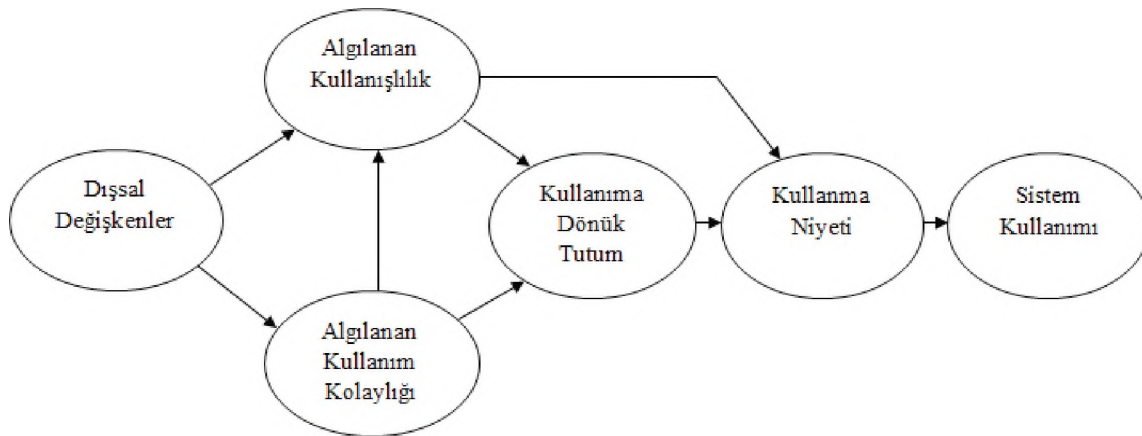 Algılanan
Kullanışlılık
Dışsal
Değişkenler
Kullanıma
Dönük
Tutum
Kullanma
Niyeti
Sistem
Kullanımı
Algılanan
Kullanım
Kolaylığı